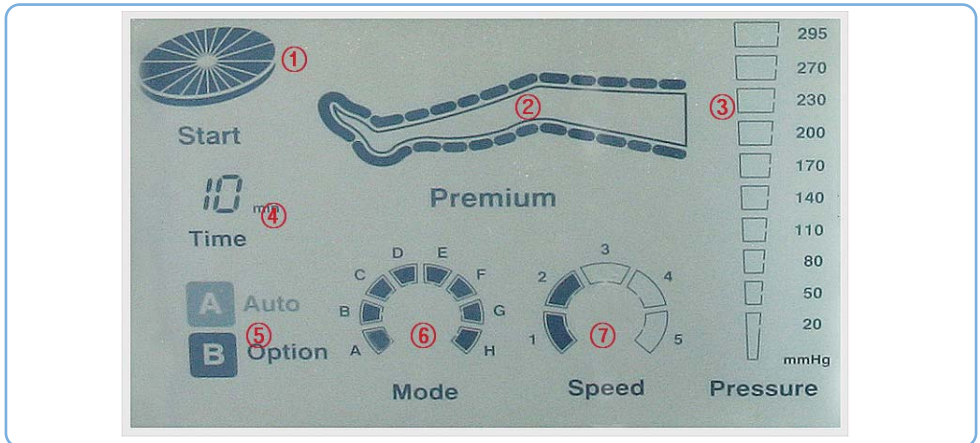 ①
Start
②
Premium
③
295
270
230
200
170
140
110
80
50
20
mmHg
Pressure
10 min
④
Time
A Auto
⑤
B Option
A B C D E F G H
⑥
Mode
1 2 3 4 5
⑦
Speed